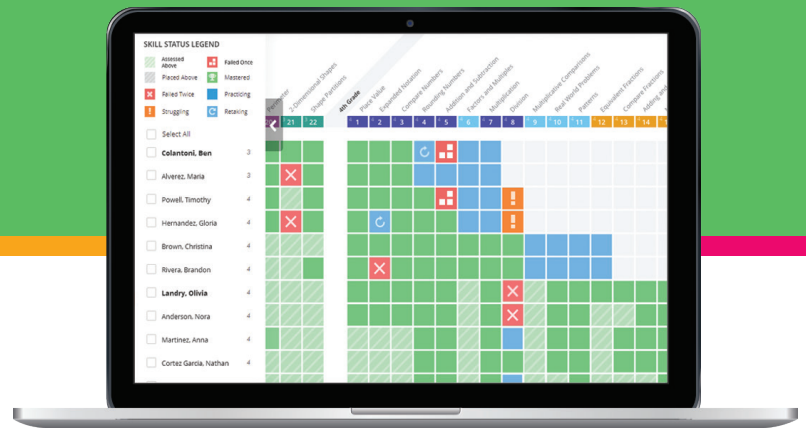 SKILL STATUS LEGEND
Assessed Above
Failed Once
Placed Above
Mastered
Failed Twice
Practicing
Struggling
Retaking
Select All
Perimeter
2-Dimensional Shapes
Shape Partitions
4th Grade
Place Value
Expanded Notation
Compare Numbers
Rounding Numbers
Addition and Subtraction
Factors and Multiples
Multiplication
Division
Multiplicative Comparisons
Real World Problems
Patterns
Equivalent Fractions
Compare Fractions
Adding and
21 22 1 2 3 4 5 6 7 8 9 10 11 12 13 14
Colantoni, Ben 3
Alverez, Maria 3
Powell, Timothy 4
Hernandez, Gloria 4
Brown, Christina 4
Rivera, Brandon 4
Landry, Olivia 4
Anderson, Nora 4
Martinez, Anna 4
Cortez Garcia, Nathan 4